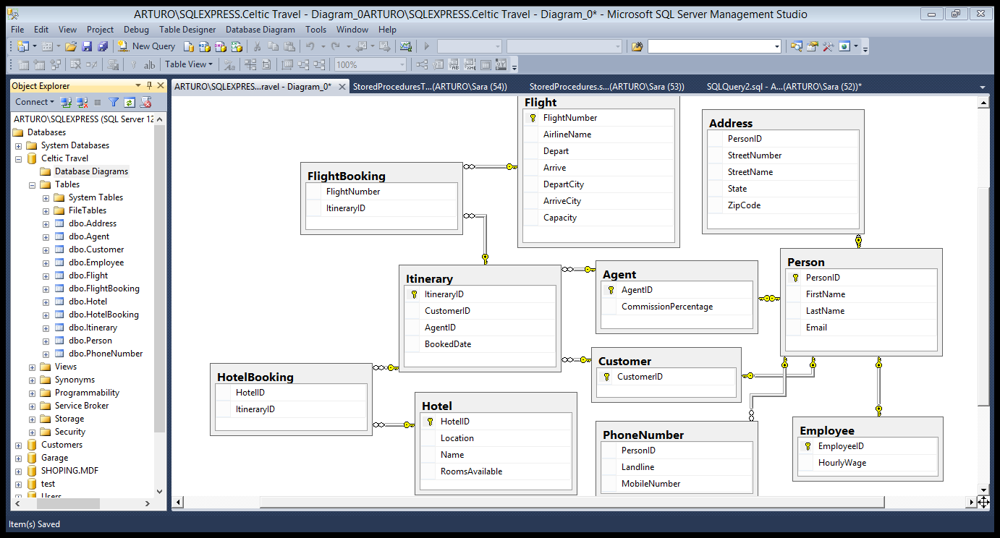 ARTURO\SQLEXPRESS.Celtic Travel - Diagram_0ARTURO\SQLEXPRESS.Celtic Travel - Diagram_0* - Microsoft SQL Server Management Studio
File Edit View Project Debug Table Designer Database Diagram Tools Window Help
New Query
Table View 100%
Object Explorer
Connect
ARTURO\SQLEXPRESS (SQL Server 12
Databases
System Databases
Celtic Travel
Database Diagrams
Tables
System Tables
FileTables
dbo.Address
dbo.Agent
dbo.Customer
dbo.Employee
dbo.Flight
dbo.FlightBooking
dbo.Hotel
dbo.HotelBooking
dbo.Itinerary
dbo.Person
dbo.PhoneNumber
Views
Synonyms
Programmability
Service Broker
Storage
Security
Customers
Garage
SHOPING.MDF
test
Users
ARTURO\SQLEXPRES...ravel - Diagram_0* StoredProceduresT...(ARTURO\Sara (54)) StoredProcedures.s...(ARTURO\Sara (53)) SQLQuery2.sql - A...(ARTURO\Sara (52))*
Flight
FlightNumber
AirlineName
Depart
Arrive
DepartCity
ArriveCity
Capacity
Address
PersonID
StreetNumber
StreetName
State
ZipCode
FlightBooking
FlightNumber
ItineraryID
Itinerary
ItineraryID
CustomerID
AgentID
BookedDate
Agent
AgentID
CommissionPercentage
Person
PersonID
FirstName
LastName
Email
Customer
CustomerID
HotelBooking
HotelID
ItineraryID
Hotel
HotelID
Location
Name
RoomsAvailable
PhoneNumber
PersonID
Landline
MobileNumber
Employee
EmployeeID
HourlyWage
Item(s) Saved